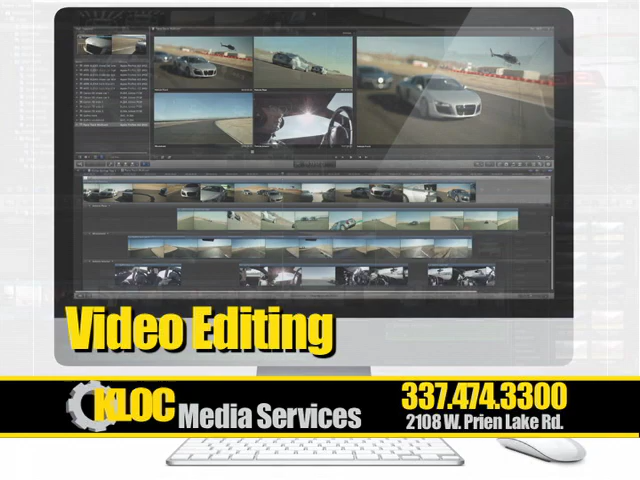 Video Editing
KLOC Media Services
337.474.3300
2108 W. Prien Lake Rd.